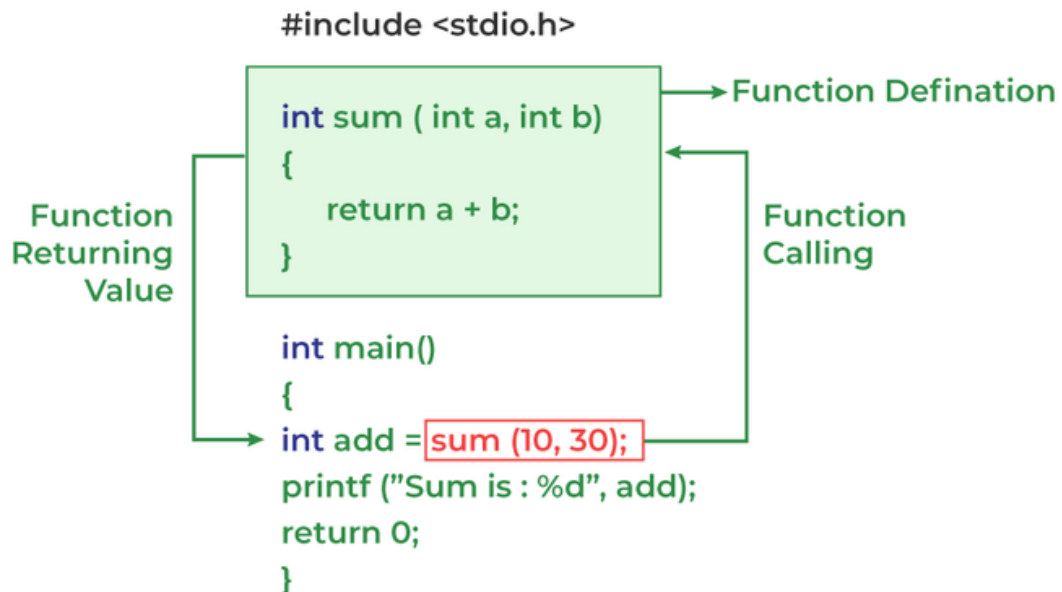 #include <stdio.h>
int sum ( int a, int b)
{
return a + b;
}
Function Defination
Function
Returning
Value
Function
Calling
int main()
{
int add = sum (10, 30);
printf (”Sum is : %d”, add);
return 0;
}